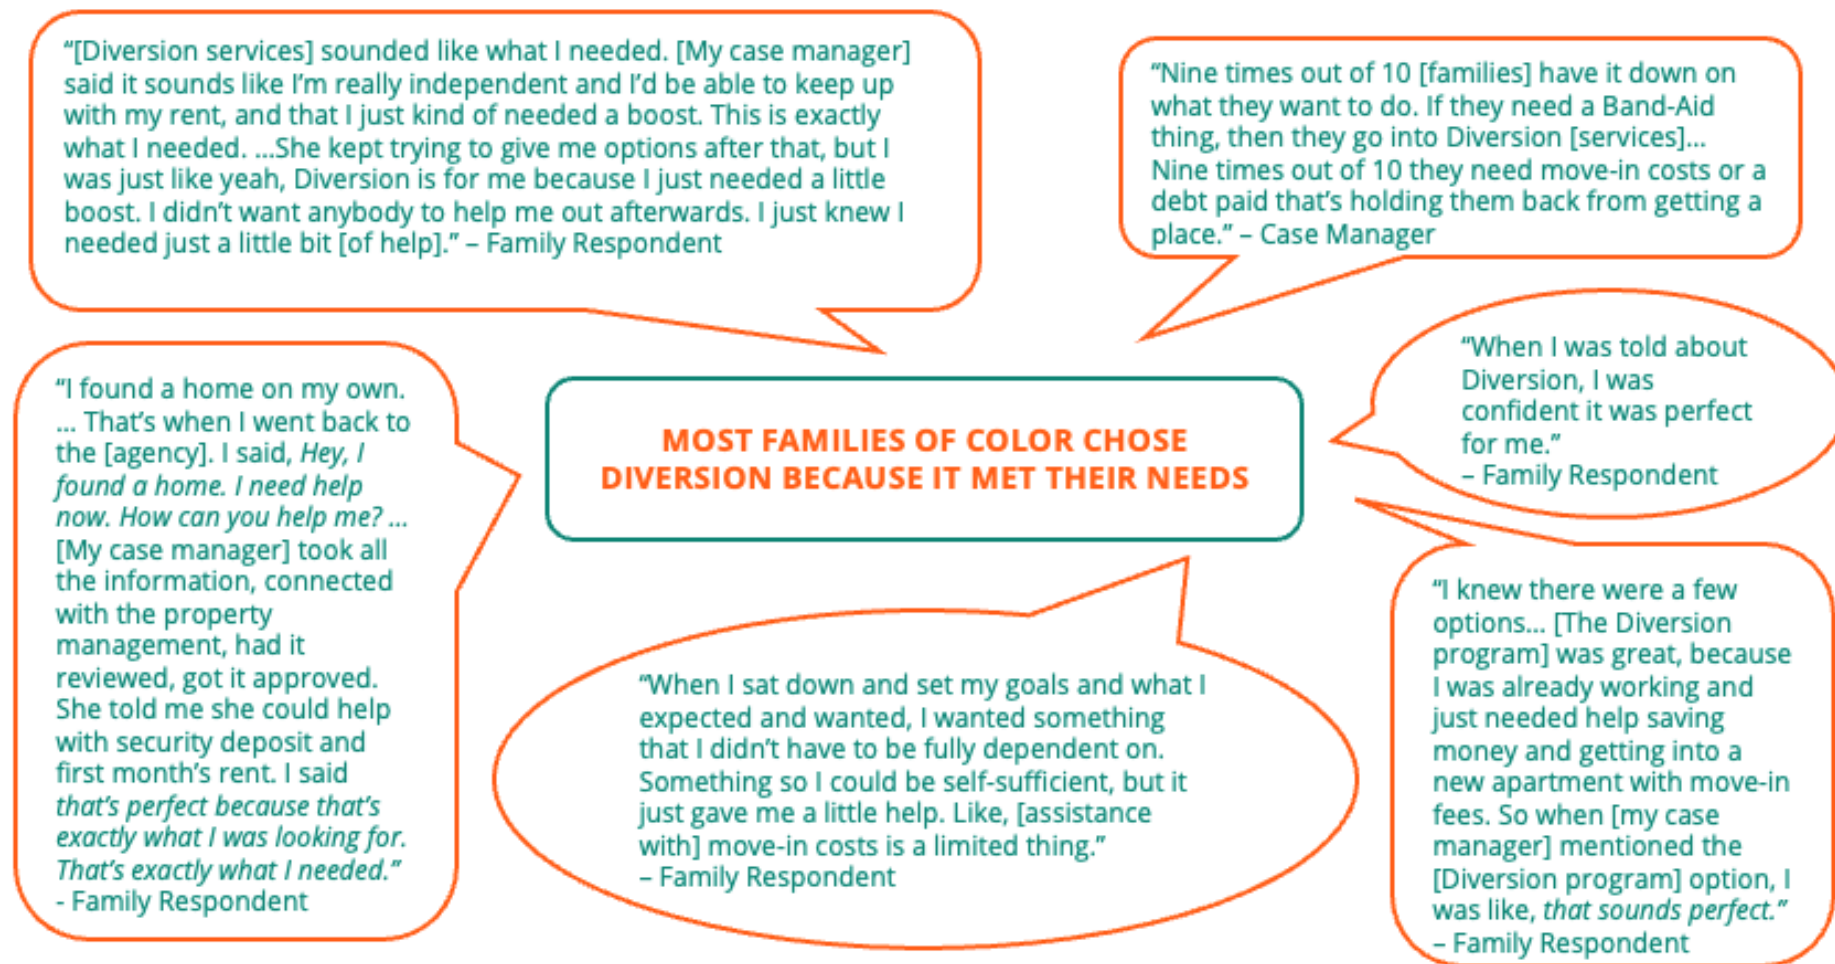 “[Diversion services] sounded like what I needed. [My case manager]
said it sounds like I’m really independent and I’d be able to keep up
with my rent, and that I just kind of needed a boost. This is exactly
what I needed. ...She kept trying to give me options after that, but I
was just like yeah, Diversion is for me because I just needed a little
boost. I didn’t want anybody to help me out afterwards. I just knew I
needed just a little bit [of help].” – Family Respondent
“Nine times out of 10 [families] have it down on
what they want to do. If they need a Band-Aid
thing, then they go into Diversion [services]...
Nine times out of 10 they need move-in costs or a
debt paid that’s holding them back from getting a
place.” – Case Manager
“I found a home on my own.
... That’s when I went back to
the [agency]. I said, Hey, I
found a home. I need help
now. How can you help me? ...
[My case manager] took all
the information, connected
with the property
management, had it
reviewed, got it approved.
She told me she could help
with security deposit and
first month’s rent. I said
that’s perfect because that’s
exactly what I was looking for.
That’s exactly what I needed.”
- Family Respondent
MOST FAMILIES OF COLOR CHOSE
DIVERSION BECAUSE IT MET THEIR NEEDS
“When I was told about
Diversion, I was
confident it was perfect
for me.”
– Family Respondent
“When I sat down and set my goals and what I
expected and wanted, I wanted something
that I didn’t have to be fully dependent on.
Something so I could be self-sufficient, but it
just gave me a little help. Like, [assistance
with] move-in costs is a limited thing.”
– Family Respondent
“I knew there were a few
options... [The Diversion
program] was great, because
I was already working and
just needed help saving
money and getting into a
new apartment with move-in
fees. So when [my case
manager] mentioned the
[Diversion program] option, I
was like, that sounds perfect.”
– Family Respondent